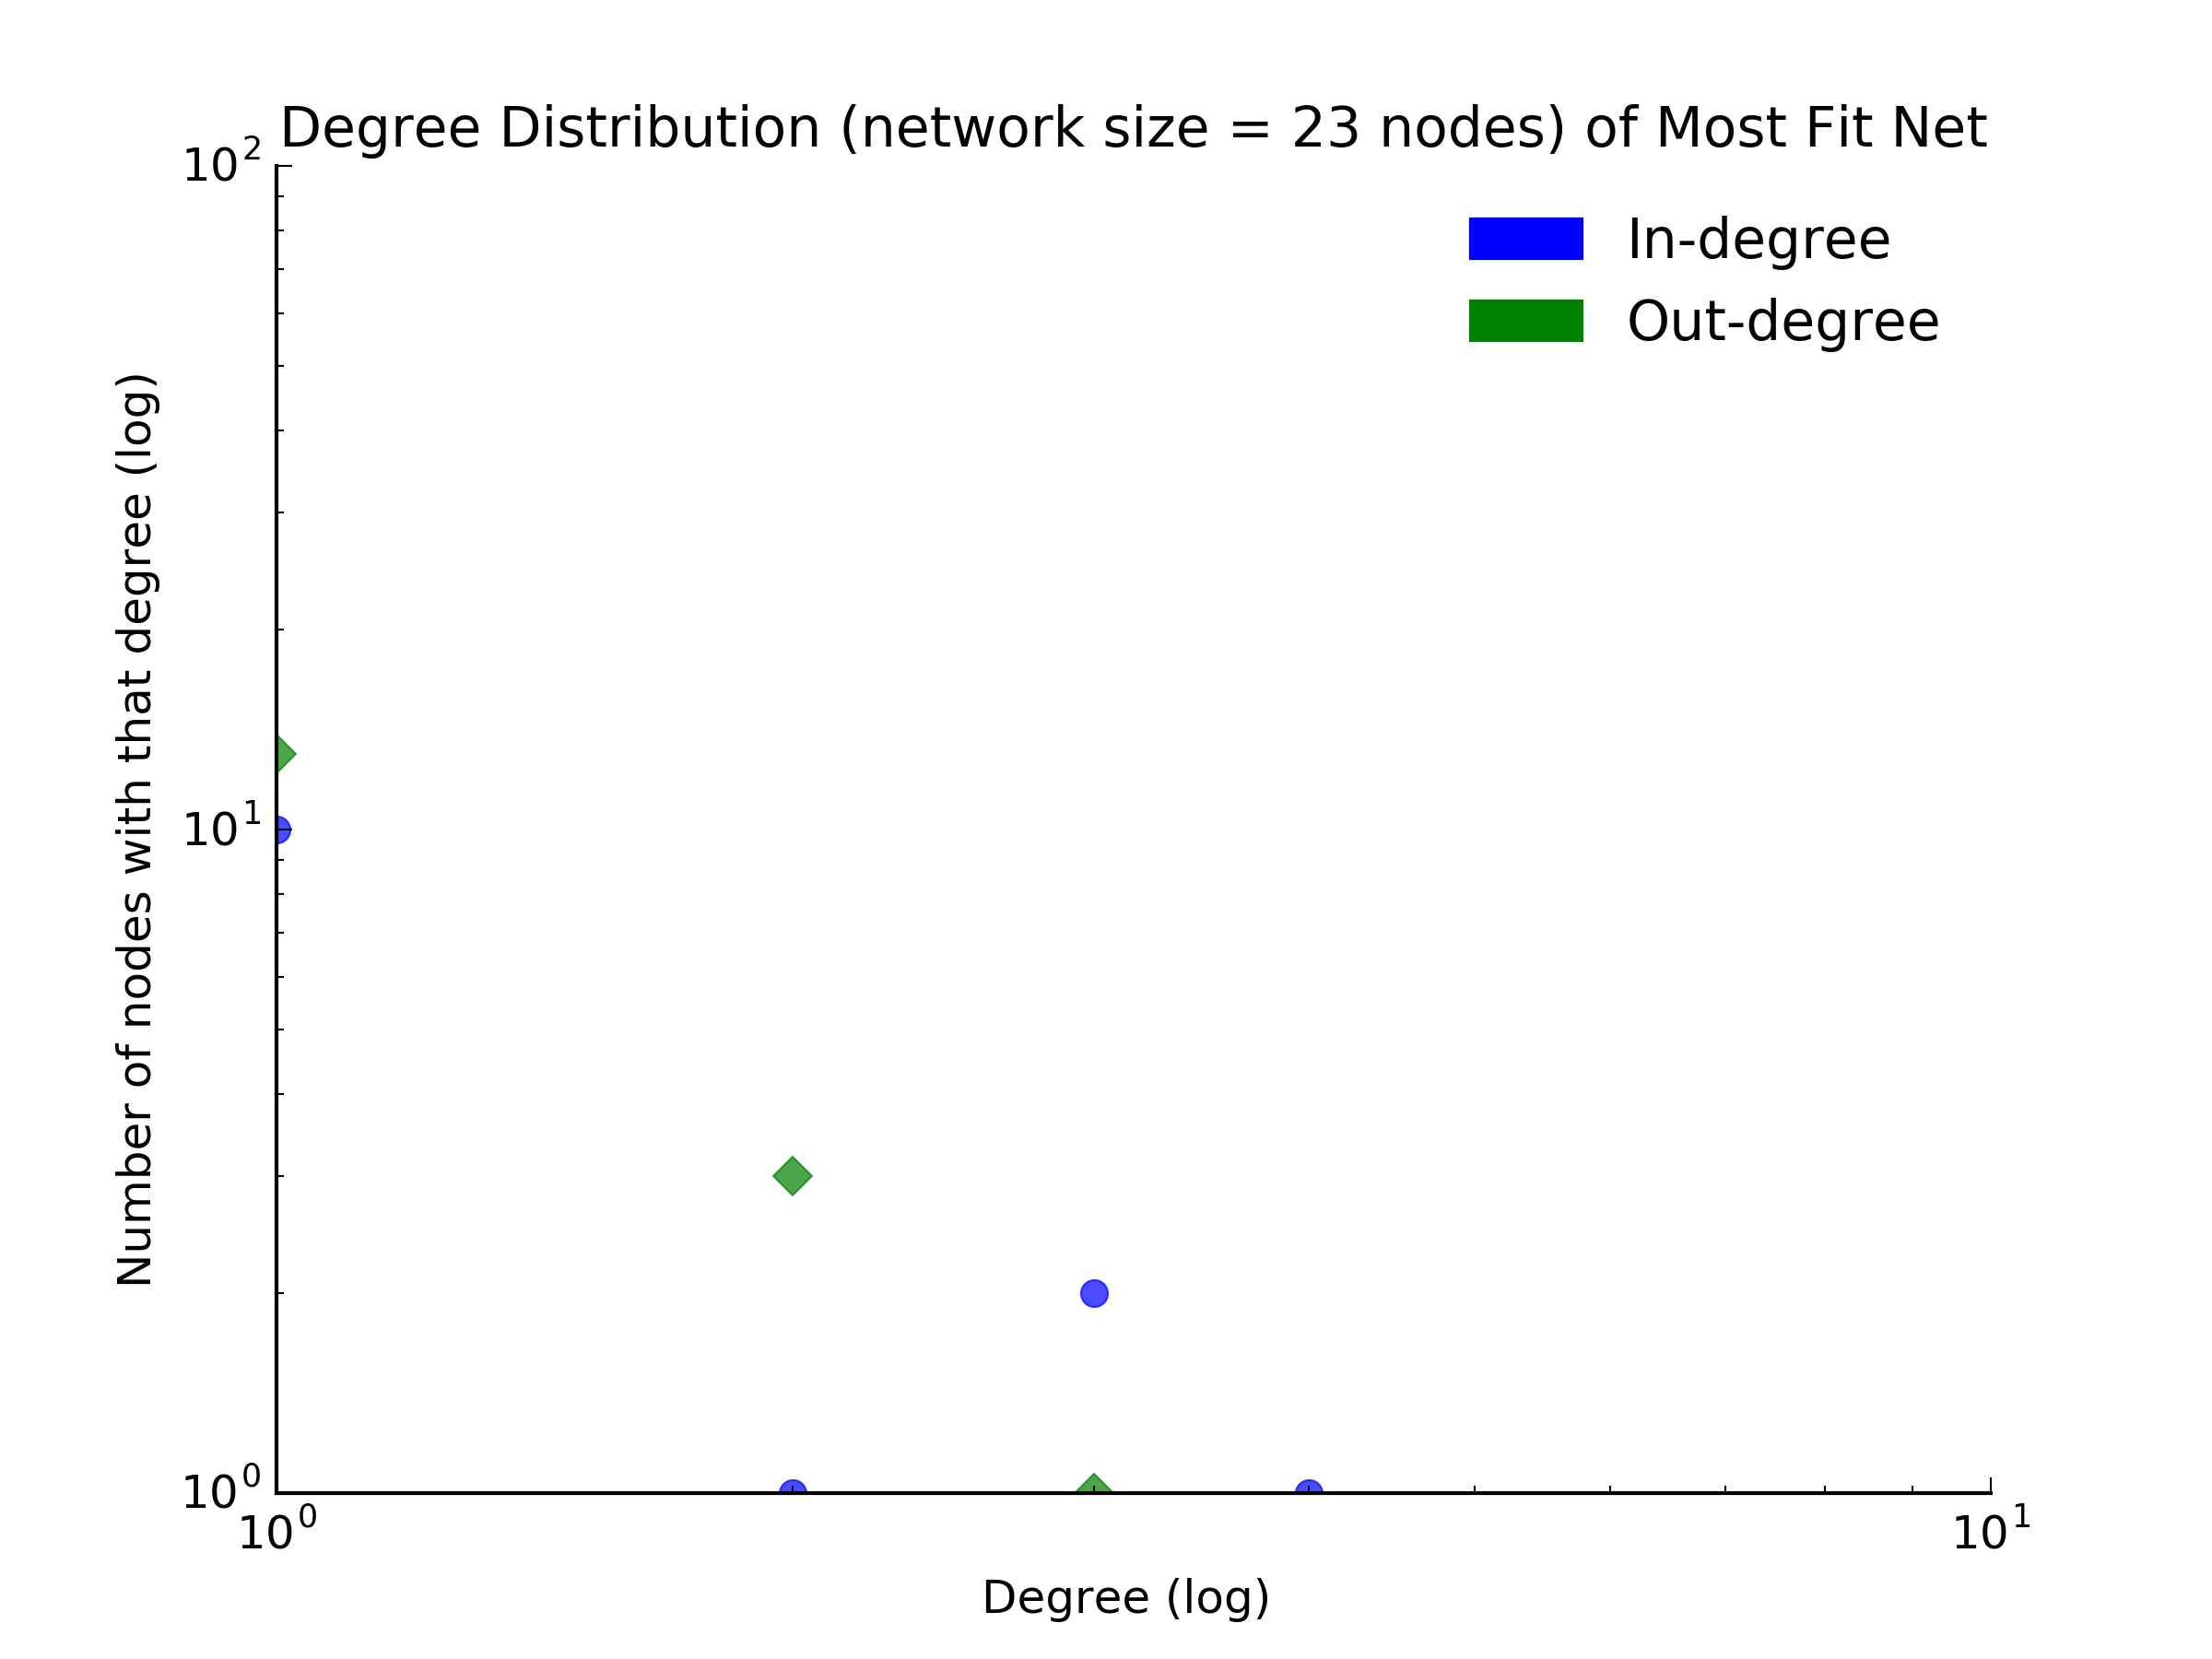 Degree Distribution (network size = 23 nodes) of Most Fit Net
10^2
In-degree
Out-degree
Number of nodes with that degree (log)
10^1
10^0
10^0
10^1
Degree (log)